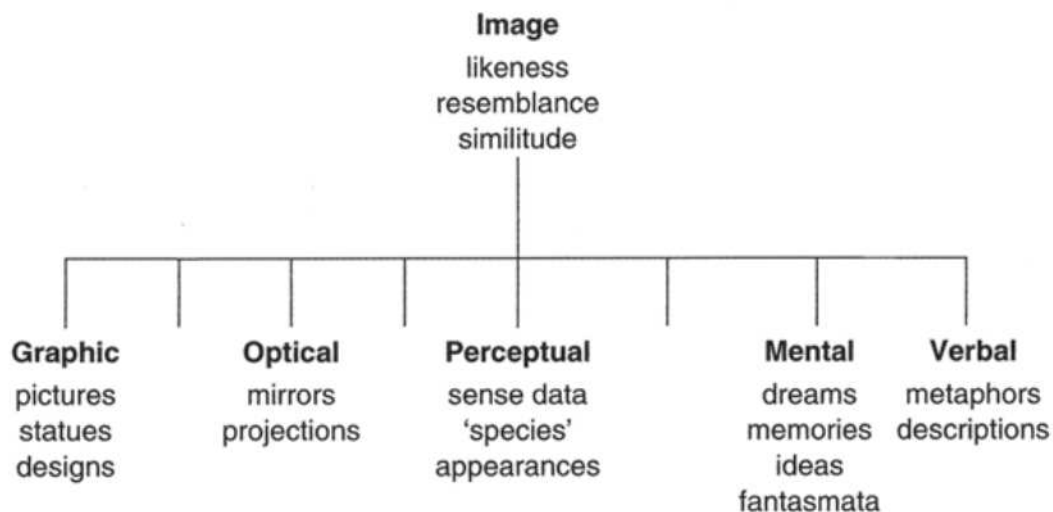 Image
likeness
resemblance
similitude
Graphic
pictures
statues
designs
Optical
mirrors
projections
Perceptual
sense data
‘species’
appearances
Mental
dreams
memories
ideas
fantasmata
Verbal
metaphors
descriptions